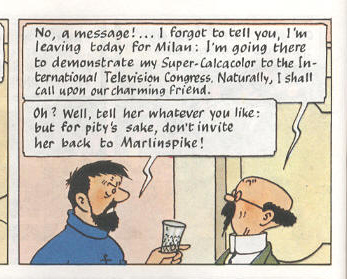 No, a message!... I forgot to tell you, I'm
leaving today for Milan: I'm going there
to demonstrate my Super-Calcacolor to the In-
ternational Television Congress. Naturally, I shall
call upon our charming friend.
Oh? Well, tell her whatever you like:
but for pity's sake, don't invite
her back to Marlinspike!